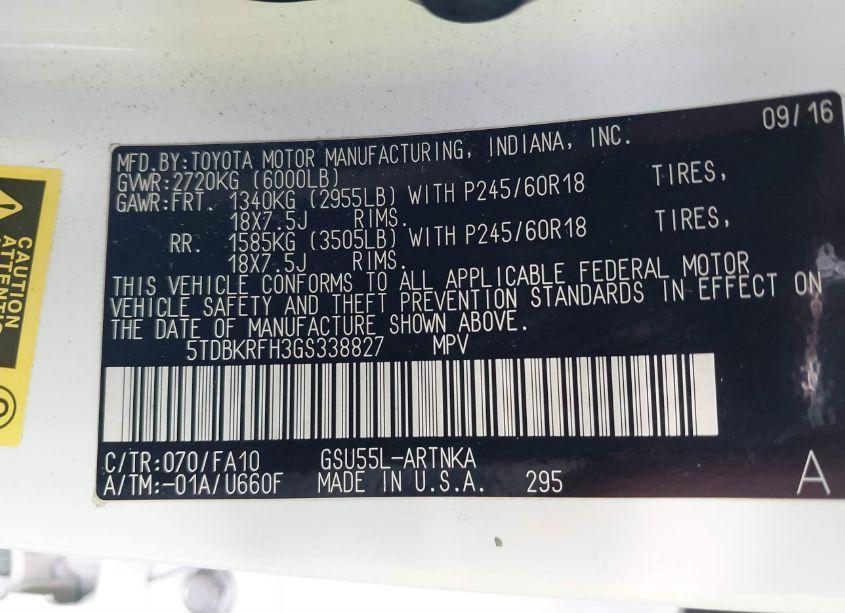 09/16
MFD.BY:TOYOTA MOTOR MANUFACTURING, INDIANA, INC.
GVWR:2720KG (6000LB)
GAWR:FRT. 1340KG (2955LB) WITH P245/60R18 TIRES,
18X7.5J RIMS.
RR. 1585KG (3505LB) WITH P245/60R18 TIRES,
18X7.5J RIMS.
THIS VEHICLE CONFORMS TO ALL APPLICABLE FEDERAL MOTOR
VEHICLE SAFETY AND THEFT PREVENTION STANDARDS IN EFFECT ON
THE DATE OF MANUFACTURE SHOWN ABOVE.
5TDBKRFH3GS338827 MPV
C/TR:070/FA10 GSU55L-ARTNKA
A/TM:-01A/U660F MADE IN U.S.A. 295
A
CAUTION